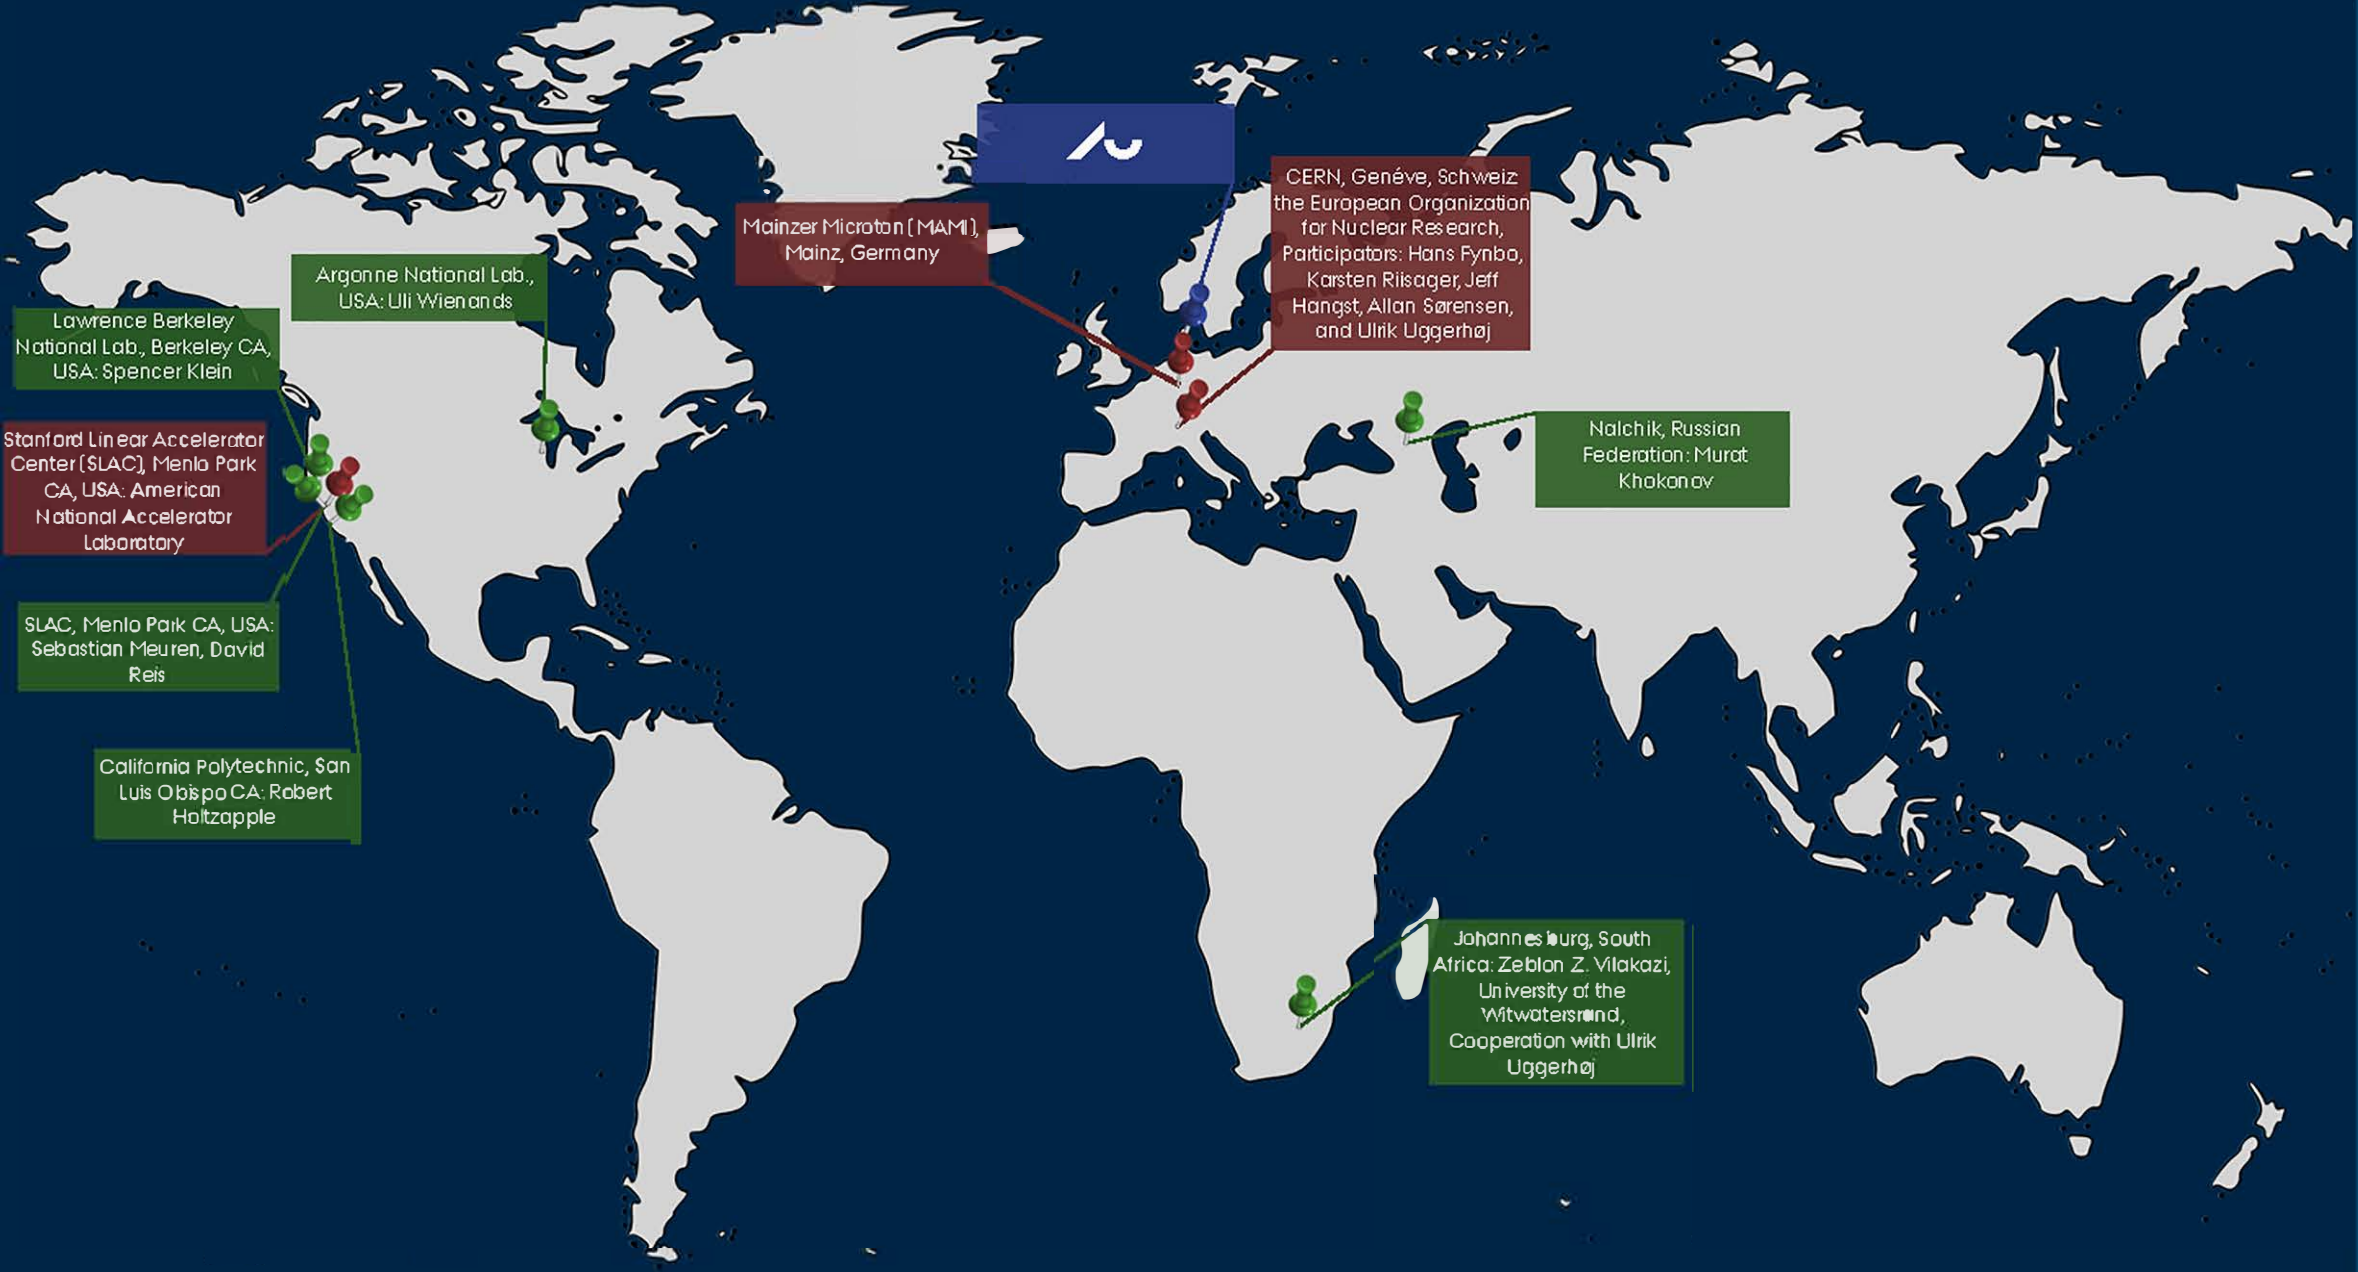 Mainzer Microton (MAMI),
Mainz, Germany
CERN, Genéve, Schweiz
the European Organization
for Nuclear Research,
Participators: Hans Fynbo,
Karsten Riisager, Jeff
Hangst, Allan Sørensen,
and Ulrik Uggerhøj
Argonne National Lab.,
USA: Uli Wienands
Lawrence Berkeley
National Lab., Berkeley CA,
USA: Spencer Klein
Stanford Linear Accelerator
Center (SLAC), Menlo Park
CA, USA: American
National Accelerator
Laboratory
Nalchik, Russian
Federation: Murat
Khokonov
SLAC, Menlo Park CA, USA:
Sebastian Meuren, David
Reis
California Polytechnic, San
Luis Obispo CA: Robert
Holtzapple
Johannesburg, South
Africa: Zeblon Z. Vilakazi,
University of the
Witwatersrand,
Cooperation with Ulrik
Uggerhøj